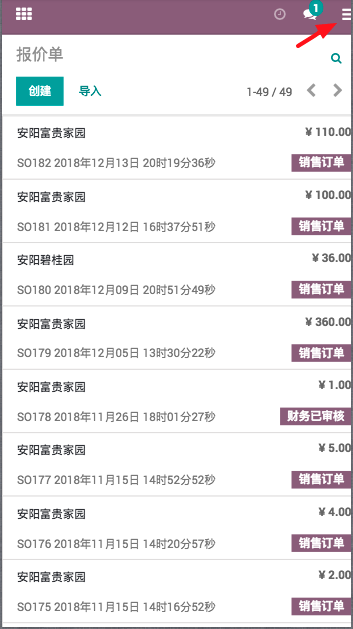 1
报价单
创建 导入 1-49 / 49
安阳富贵家园 ¥ 110.00
SO182 2018年12月13日 20时19分36秒 销售订单
安阳富贵家园 ¥ 100.00
SO181 2018年12月12日 16时37分51秒 销售订单
安阳碧桂园 ¥ 36.00
SO180 2018年12月09日 20时51分49秒 销售订单
安阳富贵家园 ¥ 360.00
SO179 2018年12月05日 13时30分22秒 销售订单
安阳富贵家园 ¥ 1.00
SO178 2018年11月26日 18时01分27秒 财务已审核
安阳富贵家园 ¥ 5.00
SO177 2018年11月15日 14时52分52秒 销售订单
安阳富贵家园 ¥ 4.00
SO176 2018年11月15日 14时20分57秒 销售订单
安阳富贵家园 ¥ 2.00
SO175 2018年11月15日 14时16分52秒 销售订单